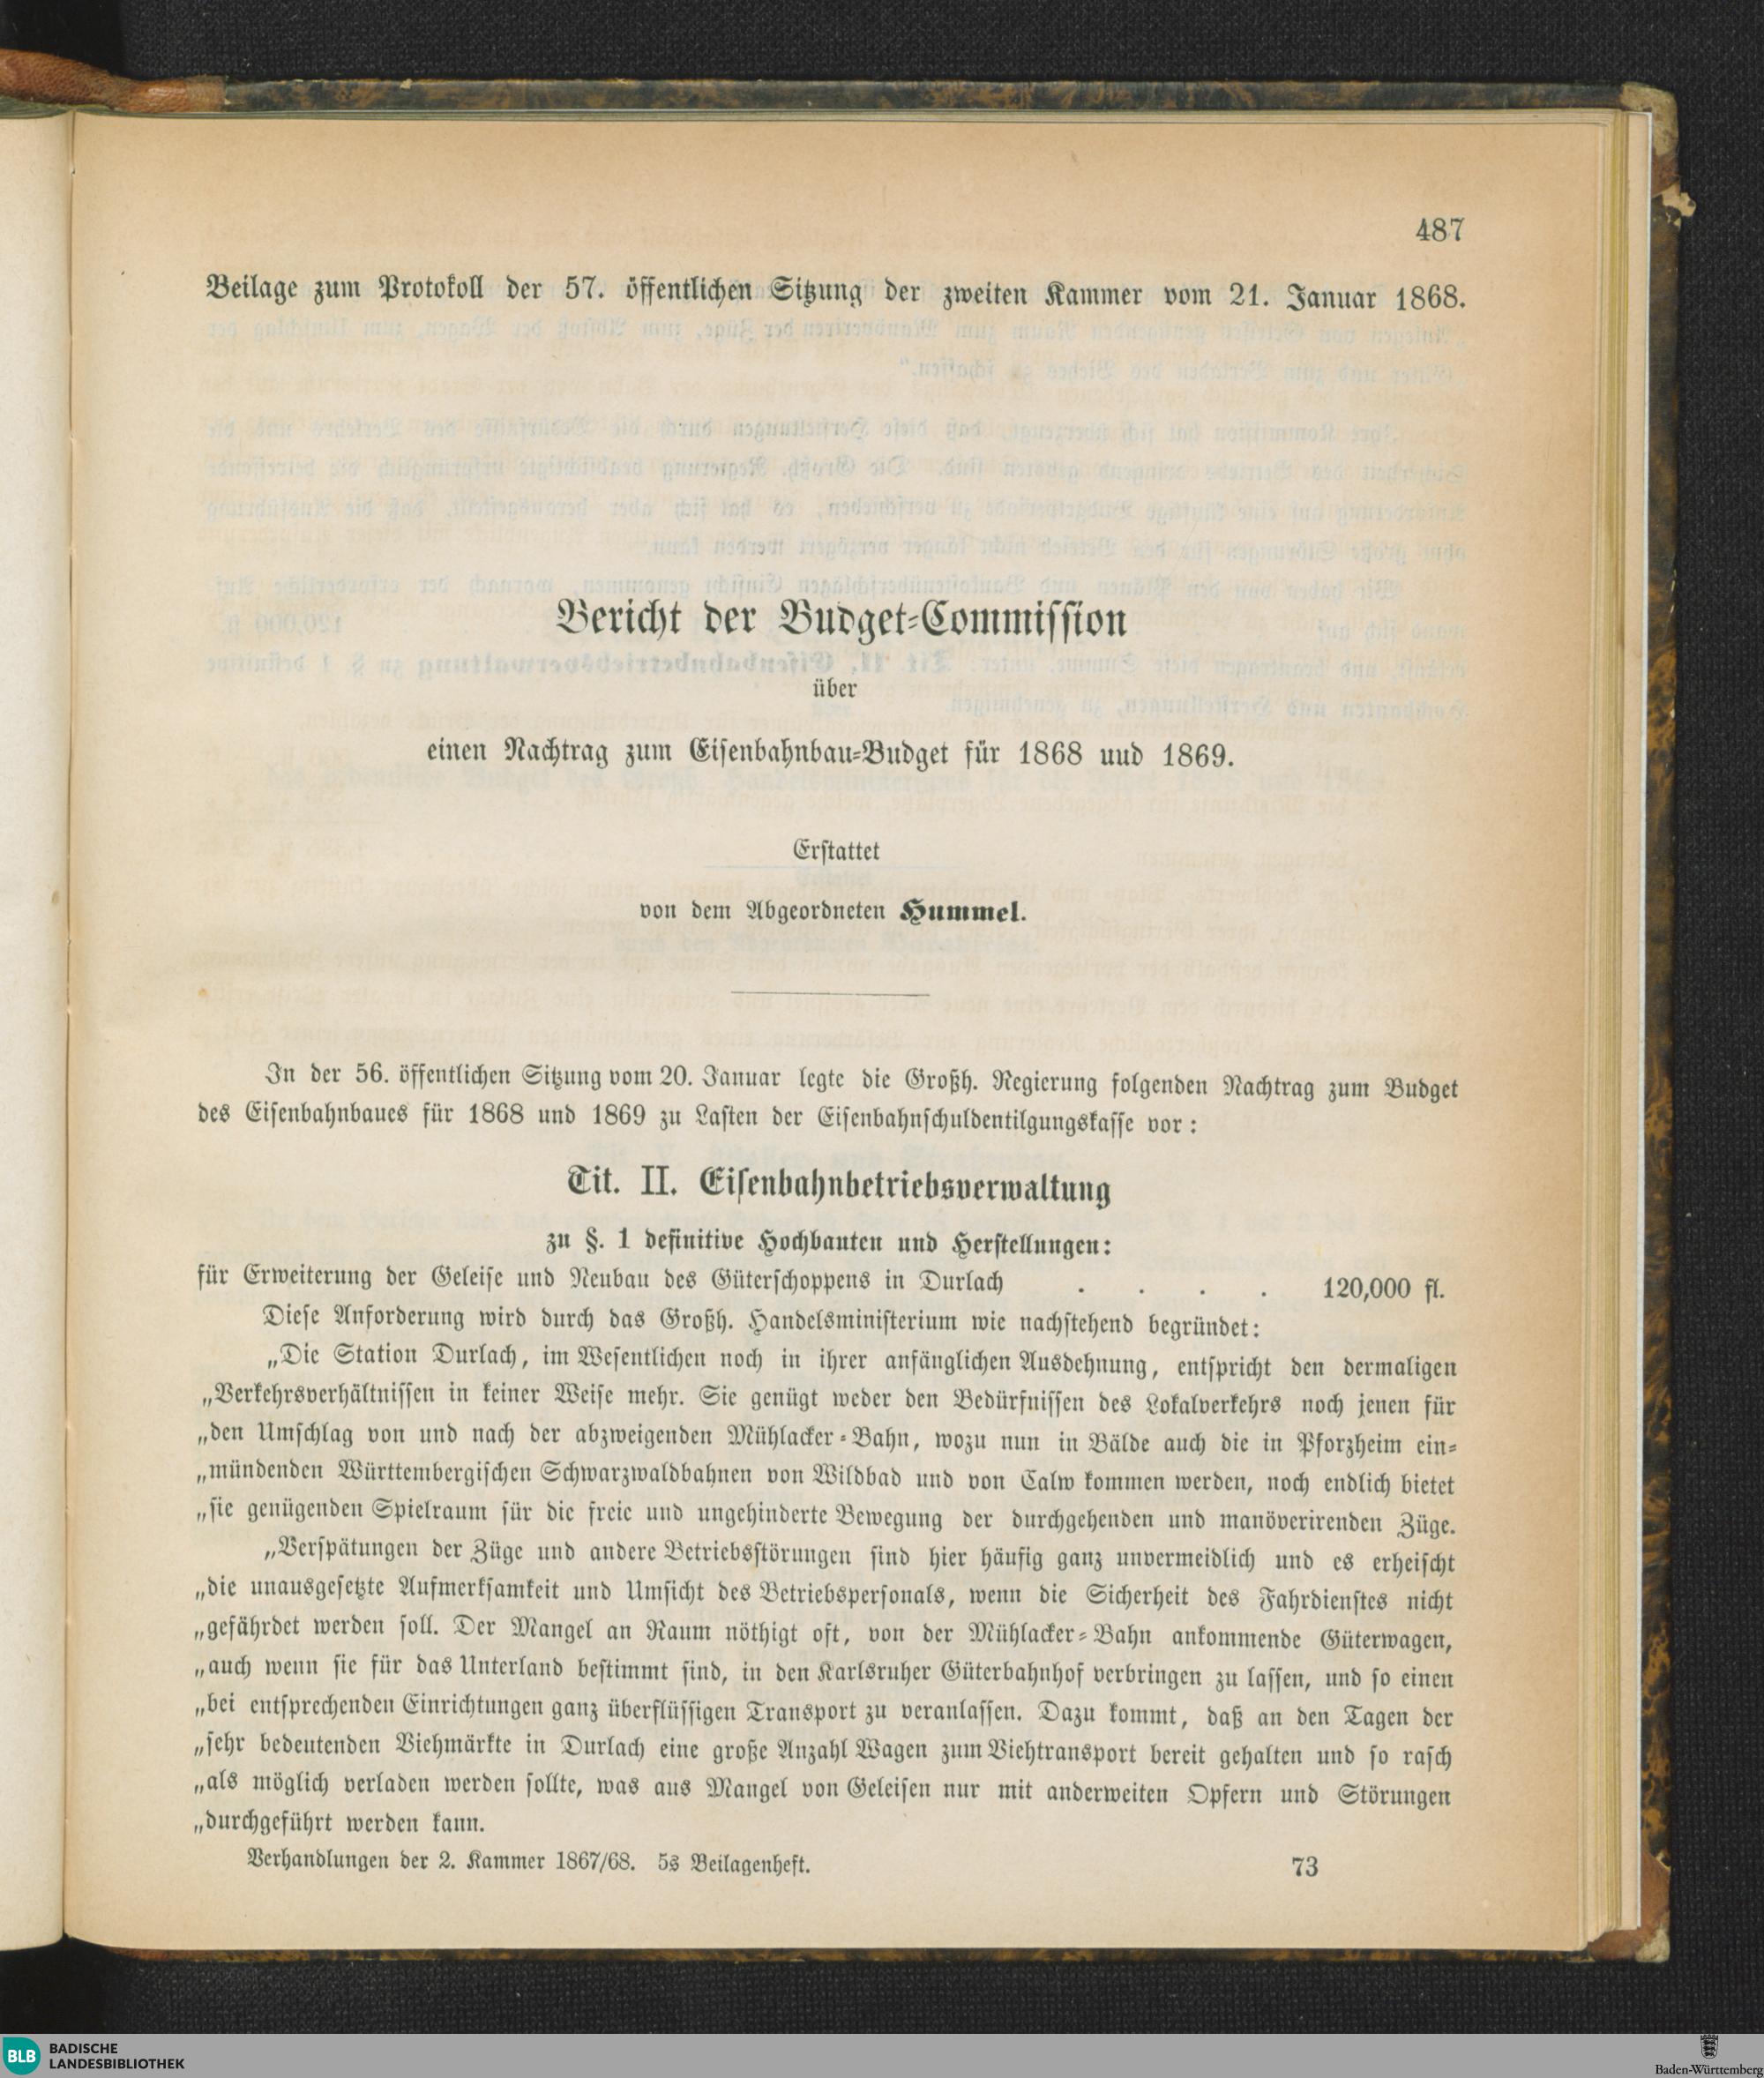 487
Beilage zum Protokoll der 57. öffentlichen Sitzung der zweiten Kammer vom 21. Januar 1868.
Bericht der Budget-Commission
über
einen Nachtrag zum Eisenbahnbau-Budget für 1868 uud 1869.
Erstattet
von dem Abgeordneten Hummel.
In der 56. öffentlichen Sitzung vom 20. Januar legte die Großh. Regierung folgenden Nachtrag zum Budget
des Eisenbahnbaues für 1868 und 1869 zu Lasten der Eisenbahnschuldentilgungskasse vor:
Tit. II. Eisenbahnbetriebsverwaltung
zu §. 1 definitive Hochbauten und Herstellungen:
für Erweiterung der Geleise und Neubau des Güterschoppens in Durlach . . . . 120,000 fl.
Diese Anforderung wird durch das Großh. Handelsministerium wie nachstehend begründet:
„Die Station Durlach, im Wesentlichen noch in ihrer anfänglichen Ausdehnung, entspricht den dermaligen
„Verkehrsverhältnissen in keiner Weise mehr. Sie genügt weder den Bedürfnissen des Lokalverkehrs noch jenen für
„den Umschlag von und nach der abzweigenden Mühlacker-Bahn, wozu nun in Bälde auch die in Pforzheim ein-
„mündenden Württembergischen Schwarzwaldbahnen von Wildbad und von Calw kommen werden, noch endlich bietet
„sie genügenden Spielraum für die freie und ungehinderte Bewegung der durchgehenden und manöverirenden Züge.
„Verspätungen der Züge und andere Betriebsstörungen sind hier häufig ganz unvermeidlich und es erheischt
„die unausgesetzte Aufmerksamkeit und Umsicht des Betriebspersonals, wenn die Sicherheit des Fahrdienstes nicht
„gefährdet werden soll. Der Mangel an Raum nöthigt oft, von der Mühlacker-Bahn ankommende Güterwagen,
„auch wenn sie für das Unterland bestimmt sind, in den Karlsruher Güterbahnhof verbringen zu lassen, und so einen
„bei entsprechenden Einrichtungen ganz überflüssigen Transport zu veranlassen. Dazu kommt, daß an den Tagen der
„sehr bedeutenden Viehmärkte in Durlach eine große Anzahl Wagen zum Viehtransport bereit gehalten und so rasch
„als möglich verladen werden sollte, was aus Mangel von Geleisen nur mit anderweiten Opfern und Störungen
„durchgeführt werden kann.
Verhandlungen der 2. Kammer 1867/68. 5s Beilagenheft. 73
BLB BADISCHE
LANDESBIBLIOTHEK
Baden-Württemberg